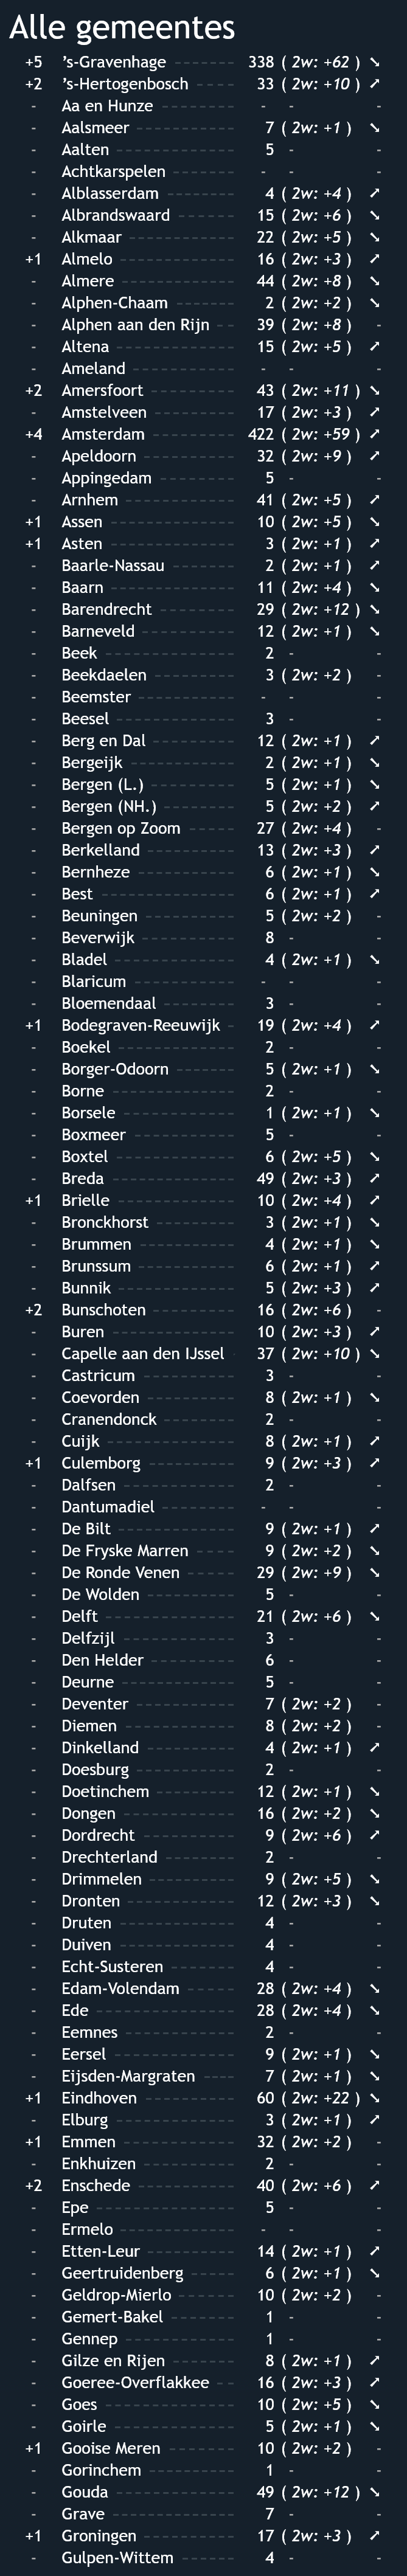 Alle gemeentes
+5 ’s-Gravenhage 338 ( 2w: +62 ) ➘
+2 ’s-Hertogenbosch 33 ( 2w: +10 ) ➚
- Aa en Hunze - - -
- Aalsmeer 7 ( 2w: +1 ) ➘
- Aalten 5 - -
- Achtkarspelen - - -
- Alblasserdam 4 ( 2w: +4 ) ➚
- Albrandswaard 15 ( 2w: +6 ) ➘
- Alkmaar 22 ( 2w: +5 ) ➘
+1 Almelo 16 ( 2w: +3 ) ➚
- Almere 44 ( 2w: +8 ) ➘
- Alphen-Chaam 2 ( 2w: +2 ) ➘
- Alphen aan den Rijn 39 ( 2w: +8 ) -
- Altena 15 ( 2w: +5 ) ➚
- Ameland - - -
+2 Amersfoort 43 ( 2w: +11 ) ➘
- Amstelveen 17 ( 2w: +3 ) ➚
+4 Amsterdam 422 ( 2w: +59 ) ➚
- Apeldoorn 32 ( 2w: +9 ) ➚
- Appingedam 5 - -
- Arnhem 41 ( 2w: +5 ) ➚
+1 Assen 10 ( 2w: +5 ) ➘
+1 Asten 3 ( 2w: +1 ) ➚
- Baarle-Nassau 2 ( 2w: +1 ) ➚
- Baarn 11 ( 2w: +4 ) ➘
- Barendrecht 29 ( 2w: +12 ) ➘
- Barneveld 12 ( 2w: +1 ) ➘
- Beek 2 - -
- Beekdaelen 3 ( 2w: +2 ) -
- Beemster - - -
- Beesel 3 - -
- Berg en Dal 12 ( 2w: +1 ) ➚
- Bergeijk 2 ( 2w: +1 ) ➘
- Bergen (L.) 5 ( 2w: +1 ) ➘
- Bergen (NH.) 5 ( 2w: +2 ) ➚
- Bergen op Zoom 27 ( 2w: +4 ) -
- Berkelland 13 ( 2w: +3 ) ➚
- Bernheze 6 ( 2w: +1 ) ➘
- Best 6 ( 2w: +1 ) ➚
- Beuningen 5 ( 2w: +2 ) -
- Beverwijk 8 - -
- Bladel 4 ( 2w: +1 ) ➘
- Blaricum - - -
- Bloemendaal 3 - -
+1 Bodegraven-Reeuwijk 19 ( 2w: +4 ) ➚
- Boekel 2 - -
- Borger-Odoorn 5 ( 2w: +1 ) ➘
- Borne 2 - -
- Borsele 1 ( 2w: +1 ) ➘
- Boxmeer 5 - -
- Boxtel 6 ( 2w: +5 ) ➘
- Breda 49 ( 2w: +3 ) ➚
+1 Brielle 10 ( 2w: +4 ) ➚
- Bronckhorst 3 ( 2w: +1 ) ➘
- Brummen 4 ( 2w: +1 ) ➘
- Brunssum 6 ( 2w: +1 ) ➚
- Bunnik 5 ( 2w: +3 ) ➚
+2 Bunschoten 16 ( 2w: +6 ) -
- Buren 10 ( 2w: +3 ) ➚
- Capelle aan den IJssel 37 ( 2w: +10 ) ➘
- Castricum 3 - -
- Coevorden 8 ( 2w: +1 ) ➘
- Cranendonck 2 - -
- Cuijk 8 ( 2w: +1 ) ➚
+1 Culemborg 9 ( 2w: +3 ) ➚
- Dalfsen 2 - -
- Dantumadiel - - -
- De Bilt 9 ( 2w: +1 ) ➚
- De Fryske Marren 9 ( 2w: +2 ) ➘
- De Ronde Venen 29 ( 2w: +9 ) ➘
- De Wolden 5 - -
- Delft 21 ( 2w: +6 ) ➘
- Delfzijl 3 - -
- Den Helder 6 - -
- Deurne 5 - -
- Deventer 7 ( 2w: +2 ) -
- Diemen 8 ( 2w: +2 ) -
- Dinkelland 4 ( 2w: +1 ) ➚
- Doesburg 2 - -
- Doetinchem 12 ( 2w: +1 ) ➘
- Dongen 16 ( 2w: +2 ) ➘
- Dordrecht 9 ( 2w: +6 ) ➚
- Drechterland 2 - -
- Drimmelen 9 ( 2w: +5 ) ➘
- Dronten 12 ( 2w: +3 ) ➘
- Druten 4 - -
- Duiven 4 - -
- Echt-Susteren 4 - -
- Edam-Volendam 28 ( 2w: +4 ) ➘
- Ede 28 ( 2w: +4 ) ➘
- Eemnes 2 - -
- Eersel 9 ( 2w: +1 ) ➘
- Eijsden-Margraten 7 ( 2w: +1 ) ➘
+1 Eindhoven 60 ( 2w: +22 ) ➘
- Elburg 3 ( 2w: +1 ) ➚
+1 Emmen 32 ( 2w: +2 ) -
- Enkhuizen 2 - -
+2 Enschede 40 ( 2w: +6 ) ➚
- Epe 5 - -
- Ermelo - - -
- Etten-Leur 14 ( 2w: +1 ) ➚
- Geertruidenberg 6 ( 2w: +1 ) ➘
- Geldrop-Mierlo 10 ( 2w: +2 ) -
- Gemert-Bakel 1 - -
- Gennep 1 - -
- Gilze en Rijen 8 ( 2w: +1 ) ➚
- Goeree-Overflakkee 16 ( 2w: +3 ) ➚
- Goes 10 ( 2w: +5 ) ➘
- Goirle 5 ( 2w: +1 ) ➘
+1 Gooise Meren 10 ( 2w: +2 ) -
- Gorinchem 1 - -
- Gouda 49 ( 2w: +12 ) ➘
- Grave 7 - -
+1 Groningen 17 ( 2w: +3 ) ➚
- Gulpen-Wittem 4 - -